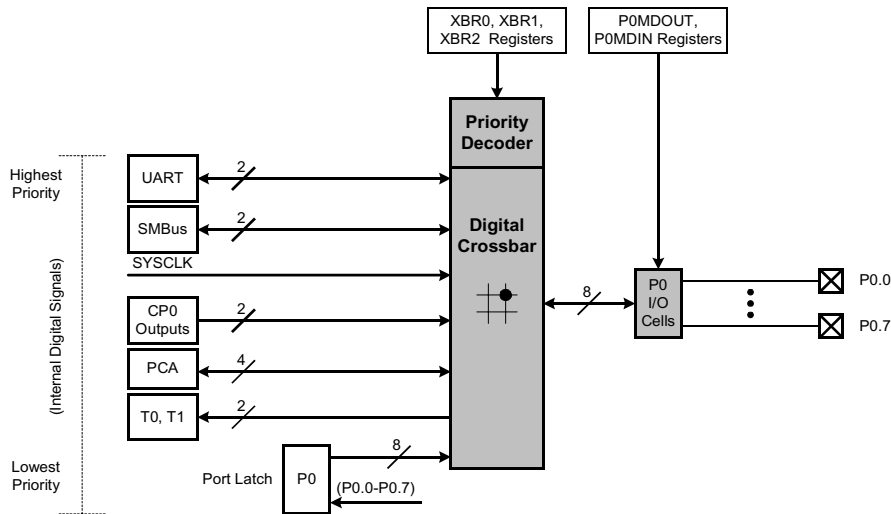 XBR0, XBR1,
XBR2 Registers
P0MDOUT,
P0MDIN Registers
Priority
Decoder
Highest
Priority
UART
2
SMBus
2
Digital
Crossbar
SYSCLK
(Internal Digital Signals)
CP0
Outputs
2
8
P0
I/O
Cells
P0.0
P0.7
PCA
4
T0, T1
2
Lowest
Priority
Port Latch
P0
8
(P0.0-P0.7)